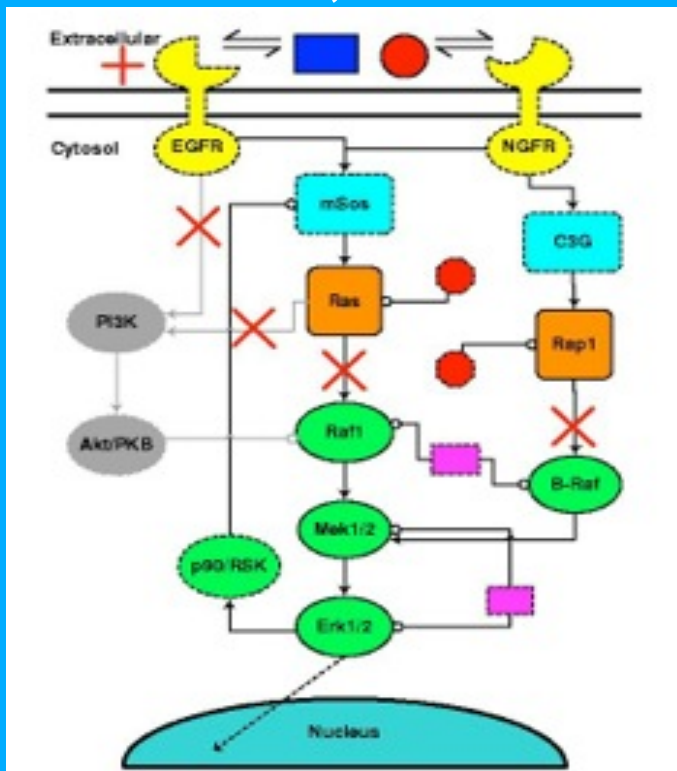 Extracellular
Cytosol
EGFR
NGFR
mSos
C3G
Ras
Rap1
PI3K
Akt/PKB
Raf1
B-Raf
Mek1/2
p90/RSK
Erk1/2
Nucleus